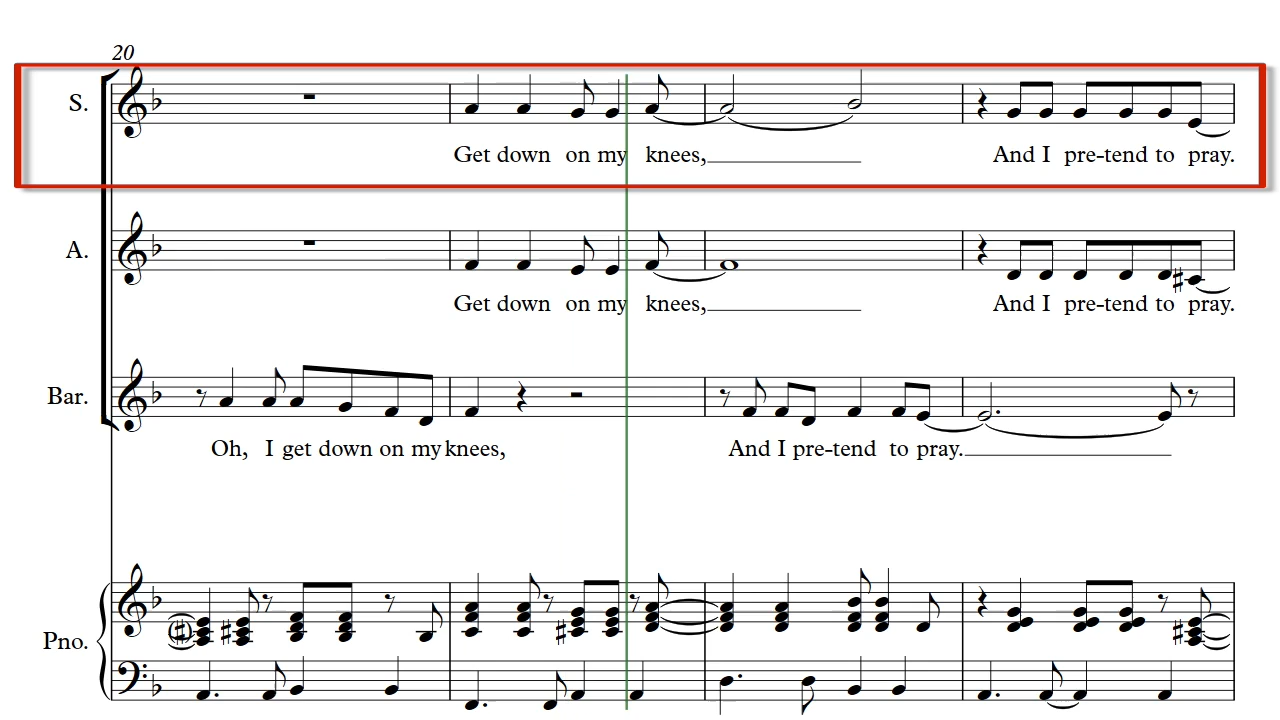 20
S.
Get down on my knees,
And I pre-tend to pray.
A.
Get down on my knees,
And I pre-tend to pray.
Bar.
Oh, I get down on my knees,
And I pre-tend to pray.
Pno.